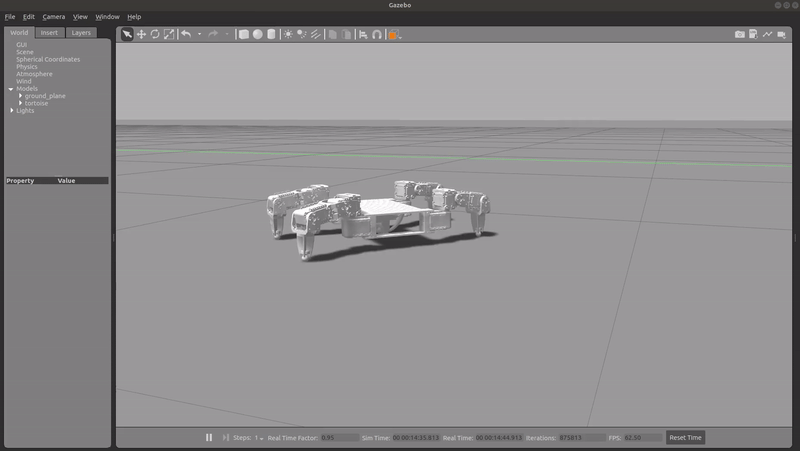 Gazebo
File Edit Camera View Window Help
World Insert Layers
GUI
Scene
Spherical Coordinates
Physics
Atmosphere
Wind
Models
ground_plane
tortoise
Lights
Property Value
Steps: 1 Real Time Factor: 0.95 Sim Time: 00 00:14:35.813 Real Time: 00 00:14:44.913 Iterations: 875813 FPS: 62.50 Reset Time